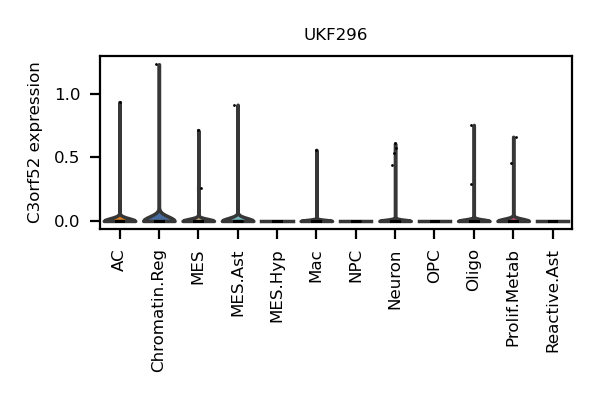 UKF296
C3orf52 expression
1.0
0.5
0.0
AC
Chromatin.Reg
MES
MES.Ast
MES.Hyp
Mac
NPC
Neuron
OPC
Oligo
Prolif.Metab
Reactive.Ast